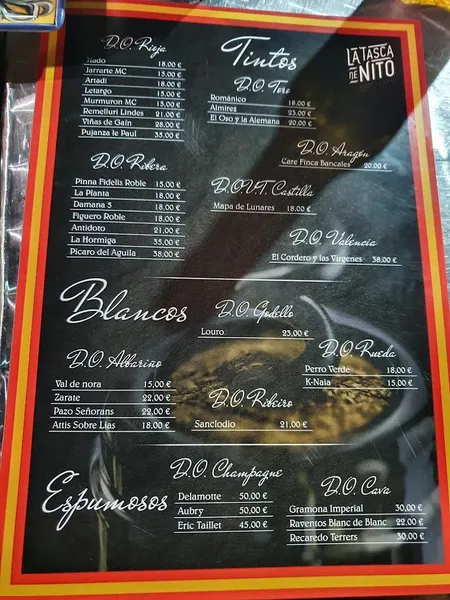 LA TASCA
DE NITO
Tintos
D.O. Rioja
Nado 18,00 €
Jarrarte MC 15,00 €
Artadi 18,00 €
Letargo 15,00 €
Murmuron MC 15,00 €
Remelluri Lindes 21,00 €
Viñas de Gaín 28,00 €
Pujanza le Paul 35,00 €
D.O. Toro
Románico 18,00 €
Almirez 23,00 €
El Oso y la Alemana 20,00 €
D.O. Aragón
Care Finca Bancales 20,00 €
D.O. Ribera
Pinna Fidelis Roble 15,00 €
La Planta 18,00 €
Damana 5 18,00 €
Figuero Roble 18,00 €
Antídoto 21,00 €
La Hormiga 35,00 €
Pícaro del Aguila 38,00 €
D.O.V.T. Castilla
Mapa de Lunares 18,00 €
D.O. Valencia
El Cordero y las Vírgenes 38,00 €
Blancos
D.O. Godello
Louro 23,00 €
D.O. Albariño
Val de nora 15,00 €
Zarate 22,00 €
Pazo Señorans 22,00 €
Attis Sobre Lias 18,00 €
D.O. Rueda
Perro Verde 18,00 €
K-Naia 15,00 €
D.O. Ribeiro
Sanclodio 21,00 €
Espumosos
D.O. Champagne
Delamotte 50,00 €
Aubry 50,00 €
Eric Taillet 45,00 €
D.O. Cava
Gramona Imperial 30,00 €
Raventos Blanc de Blanc 22,00 €
Recaredo Terrers 30,00 €